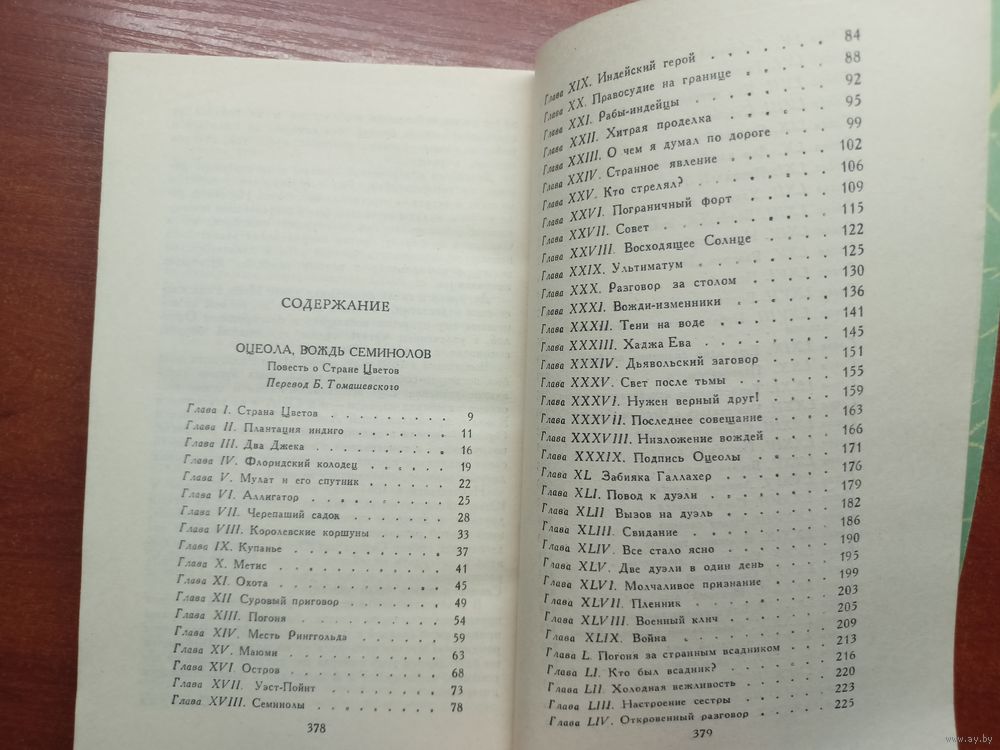 СОДЕРЖАНИЕ
ОЦЕОЛА, ВОЖДЬ СЕМИНОЛОВ
Повесть о Стране Цветов
Перевод Б. Томашевского
Глава I. Страна Цветов . . . . . . . . 9
Глава II. Плантация индиго . . . . . . . 11
Глава III. Два Джека . . . . . . . . 16
Глава IV. Флоридский колодец . . . . . . 19
Глава V. Мулат и его спутник . . . . . . 22
Глава VI. Аллигатор . . . . . . . . 25
Глава VII. Черепаший садок . . . . . . . 28
Глава VIII. Королевские коршуны . . . . . . 33
Глава IX. Купанье . . . . . . . . . 37
Глава X. Метис . . . . . . . . . . 41
Глава XI. Охота . . . . . . . . . . 45
Глава XII Суровый приговор . . . . . . . 49
Глава XIII. Погоня . . . . . . . . . 54
Глава XIV. Месть Ринггольда . . . . . . . 59
Глава XV. Маюми . . . . . . . . . 63
Глава XVI. Остров . . . . . . . . . 68
Глава XVII. Уэст-Пойнт . . . . . . . . 73
Глава XVIII. Семинолы . . . . . . . . 78
378
Глава XIX. Индейский герой . . . . . . 84
Глава XX. Правосудие на границе . . . . . 88
Глава XXI. Рабы-индейцы . . . . . . . 92
Глава XXII. Хитрая проделка . . . . . . 95
Глава XXIII. О чем я думал по дороге . . . 99
Глава XXIV. Странное явление . . . . . . 102
Глава XXV. Кто стрелял? . . . . . . . 106
Глава XXVI. Пограничный форт . . . . . 109
Глава XXVII. Совет . . . . . . . . 115
Глава XXVIII. Восходящее Солнце . . . . 122
Глава XXIX. Ультиматум . . . . . . . 125
Глава XXX. Разговор за столом . . . . . 130
Глава XXXI. Вожди-изменники . . . . . . 136
Глава XXXII. Тени на воде . . . . . . . 141
Глава XXXIII. Хаджа Ева . . . . . . . 145
Глава XXXIV. Дьявольский заговор . . . . 151
Глава XXXV. Свет после тьмы . . . . . . 155
Глава XXXVI. Нужен верный друг! . . . . 159
Глава XXXVII. Последнее совещание . . . . 163
Глава XXXVIII. Низложение вождей . . . . 166
Глава XXXIX. Подпись Оцеолы . . . . . 171
Глава XL Забияка Галлахер . . . . . . 176
Глава XLI. Повод к дуэли . . . . . . . 179
Глава XLII Вызов на дуэль . . . . . . 182
Глава XLIII. Свидание . . . . . . . . 186
Глава XLIV. Все стало ясно . . . . . . 190
Глава XLV. Две дуэли в один день . . . . 195
Глава XLVI. Молчаливое признание . . . . 199
Глава XLVII. Пленник . . . . . . . . 203
Глава XLVIII. Военный клич . . . . . . 205
Глава XLIX. Война . . . . . . . . . 209
Глава L. Погоня за странным всадником . . . 213
Глава LI. Кто был всадник? . . . . . . 216
Глава LII. Холодная вежливость . . . . . 220
Глава LIII. Настроение сестры . . . . . . 223
Глава LIV. Откровенный разговор . . . . . 225
379
www.ay.by